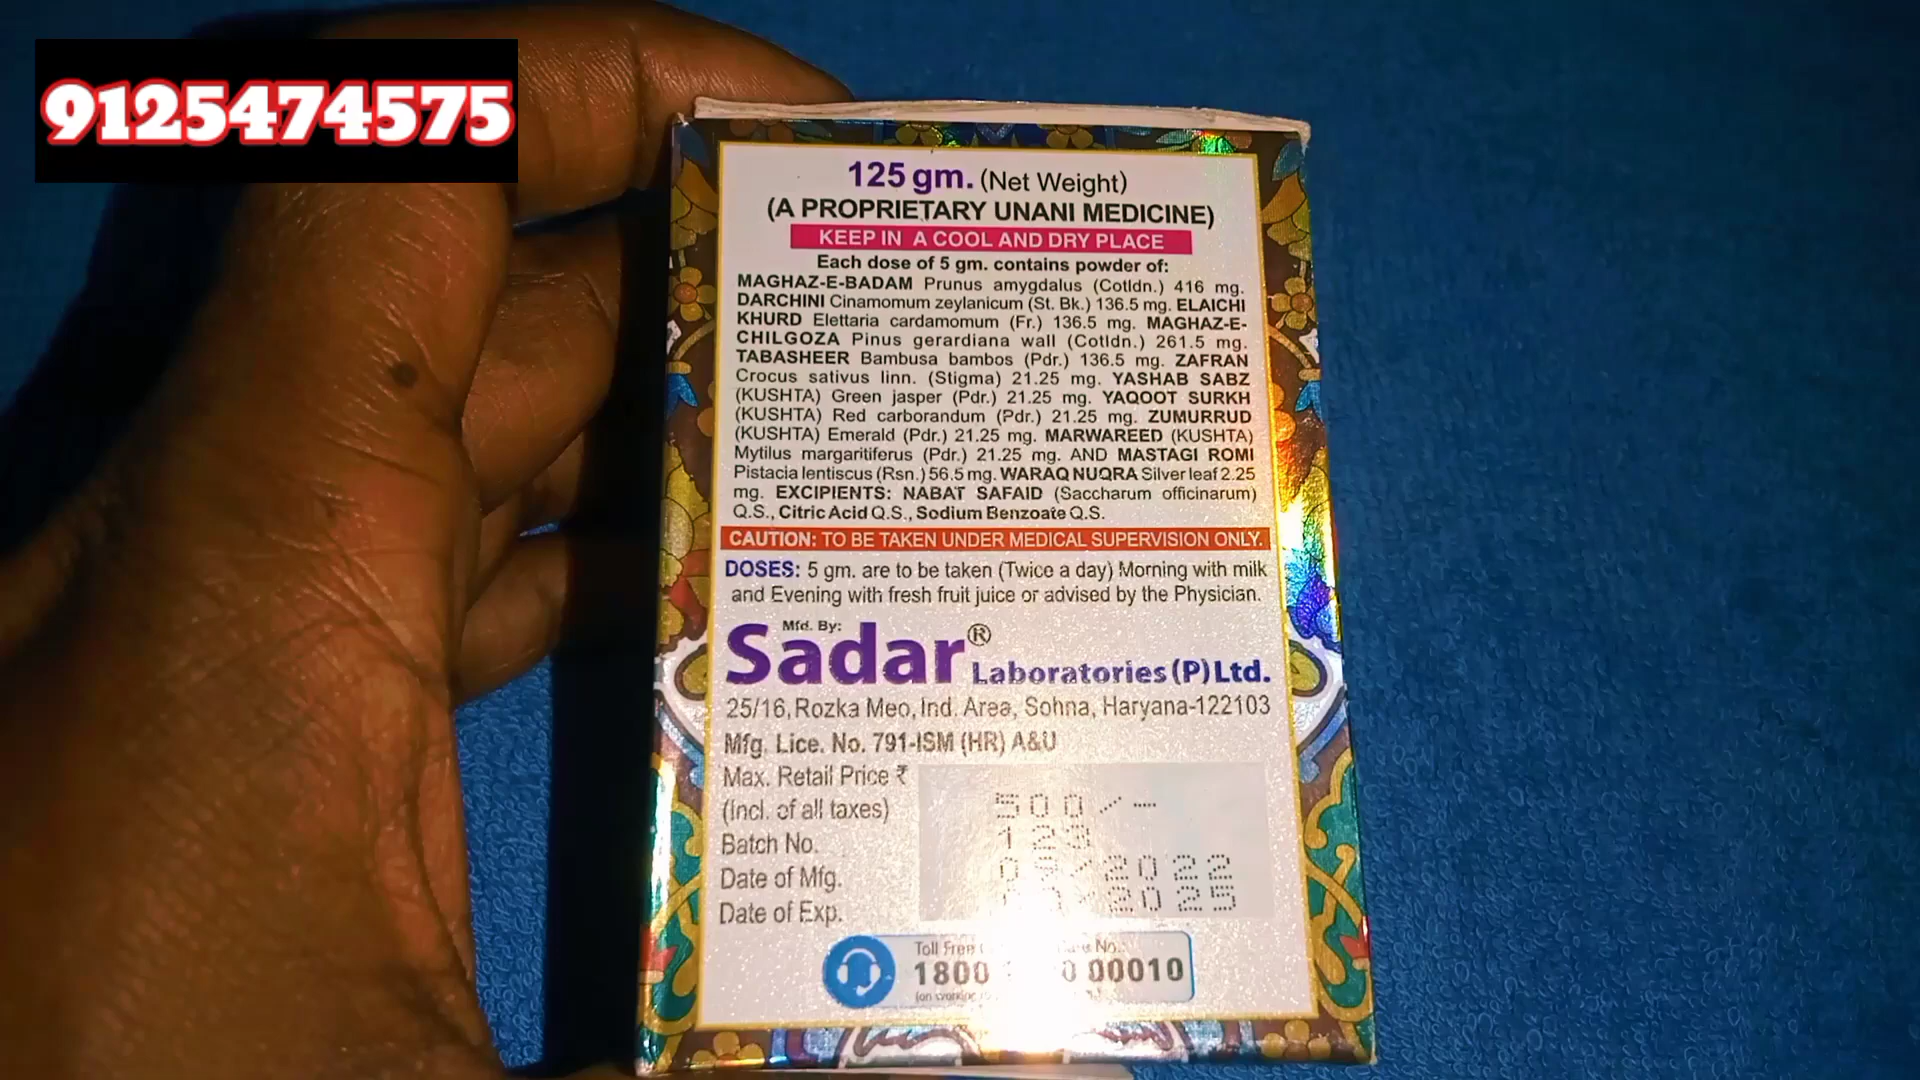 9125474575
125 gm. (Net Weight)
(A PROPRIETARY UNANI MEDICINE)
KEEP IN A COOL AND DRY PLACE
Each dose of 5 gm. contains powder of:
MAGHAZ-E-BADAM Prunus amygdalus (Cotldn.) 416 mg.
DARCHINI Cinamomum zeylanicum (St. Bk.) 136.5 mg. ELAICHI
KHURD Elettaria cardamomum (Fr.) 136.5 mg. MAGHAZ-E-
CHILGOZA Pinus gerardiana wall (Cotldn.) 261.5 mg.
TABASHEER Bambusa bambos (Pdr.) 136.5 mg. ZAFRAN
Crocus sativus linn. (Stigma) 21.25 mg. YASHAB SABZ
(KUSHTA) Green jasper (Pdr.) 21.25 mg. YAQOOT SURKH
(KUSHTA) Red carborandum (Pdr.) 21.25 mg. ZUMURRUD
(KUSHTA) Emerald (Pdr.) 21.25 mg. MARWAREED (KUSHTA)
Mytilus margaritiferus (Pdr.) 21.25 mg. AND MASTAGI ROMI
Pistacia lentiscus (Rsn.) 56.5 mg. WARAQ NUQRA Silver leaf 2.25
mg. EXCIPIENTS: NABAT SAFAID (Saccharum officinarum)
Q.S., Citric Acid Q.S., Sodium Benzoate Q.S.
CAUTION: TO BE TAKEN UNDER MEDICAL SUPERVISION ONLY.
DOSES: 5 gm. are to be taken (Twice a day) Morning with milk
and Evening with fresh fruit juice or advised by the Physician.
Mfd. By:
Sadar®
Laboratories (P) Ltd.
25/16, Rozka Meo, Ind. Area, Sohna, Haryana-122103
Mfg. Lice. No. 791-ISM (HR) A&U
Max. Retail Price ₹
(Incl. of all taxes) 500/-
Batch No. 123
Date of Mfg. 09/2022
Date of Exp. 2025
Toll Free No.:
1800 00010
(on working